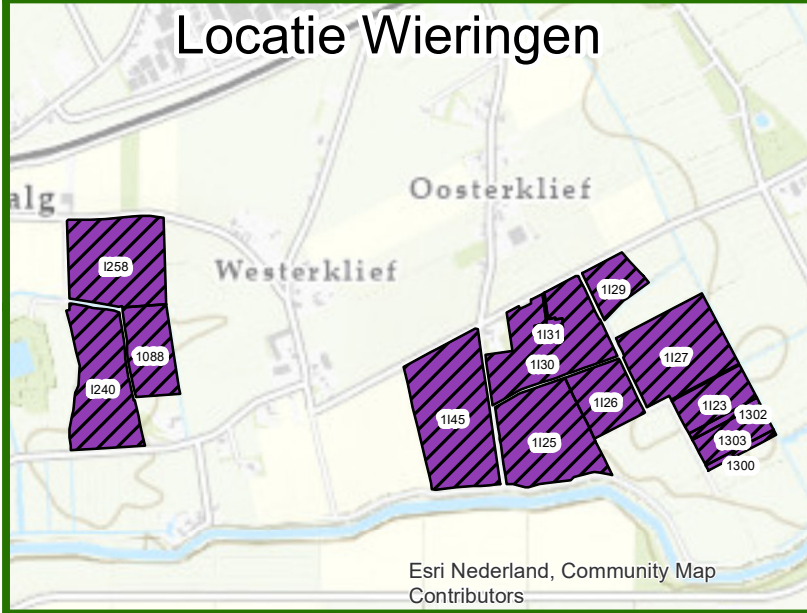 Locatie Wieringen
Oosterklief
alg
Westerklief
I258
1I29
1I31
1088
1I27
1I30
I240
1I26
1I23
1302
1I45
1I25
1303
1300
Esri Nederland, Community Map
Contributors